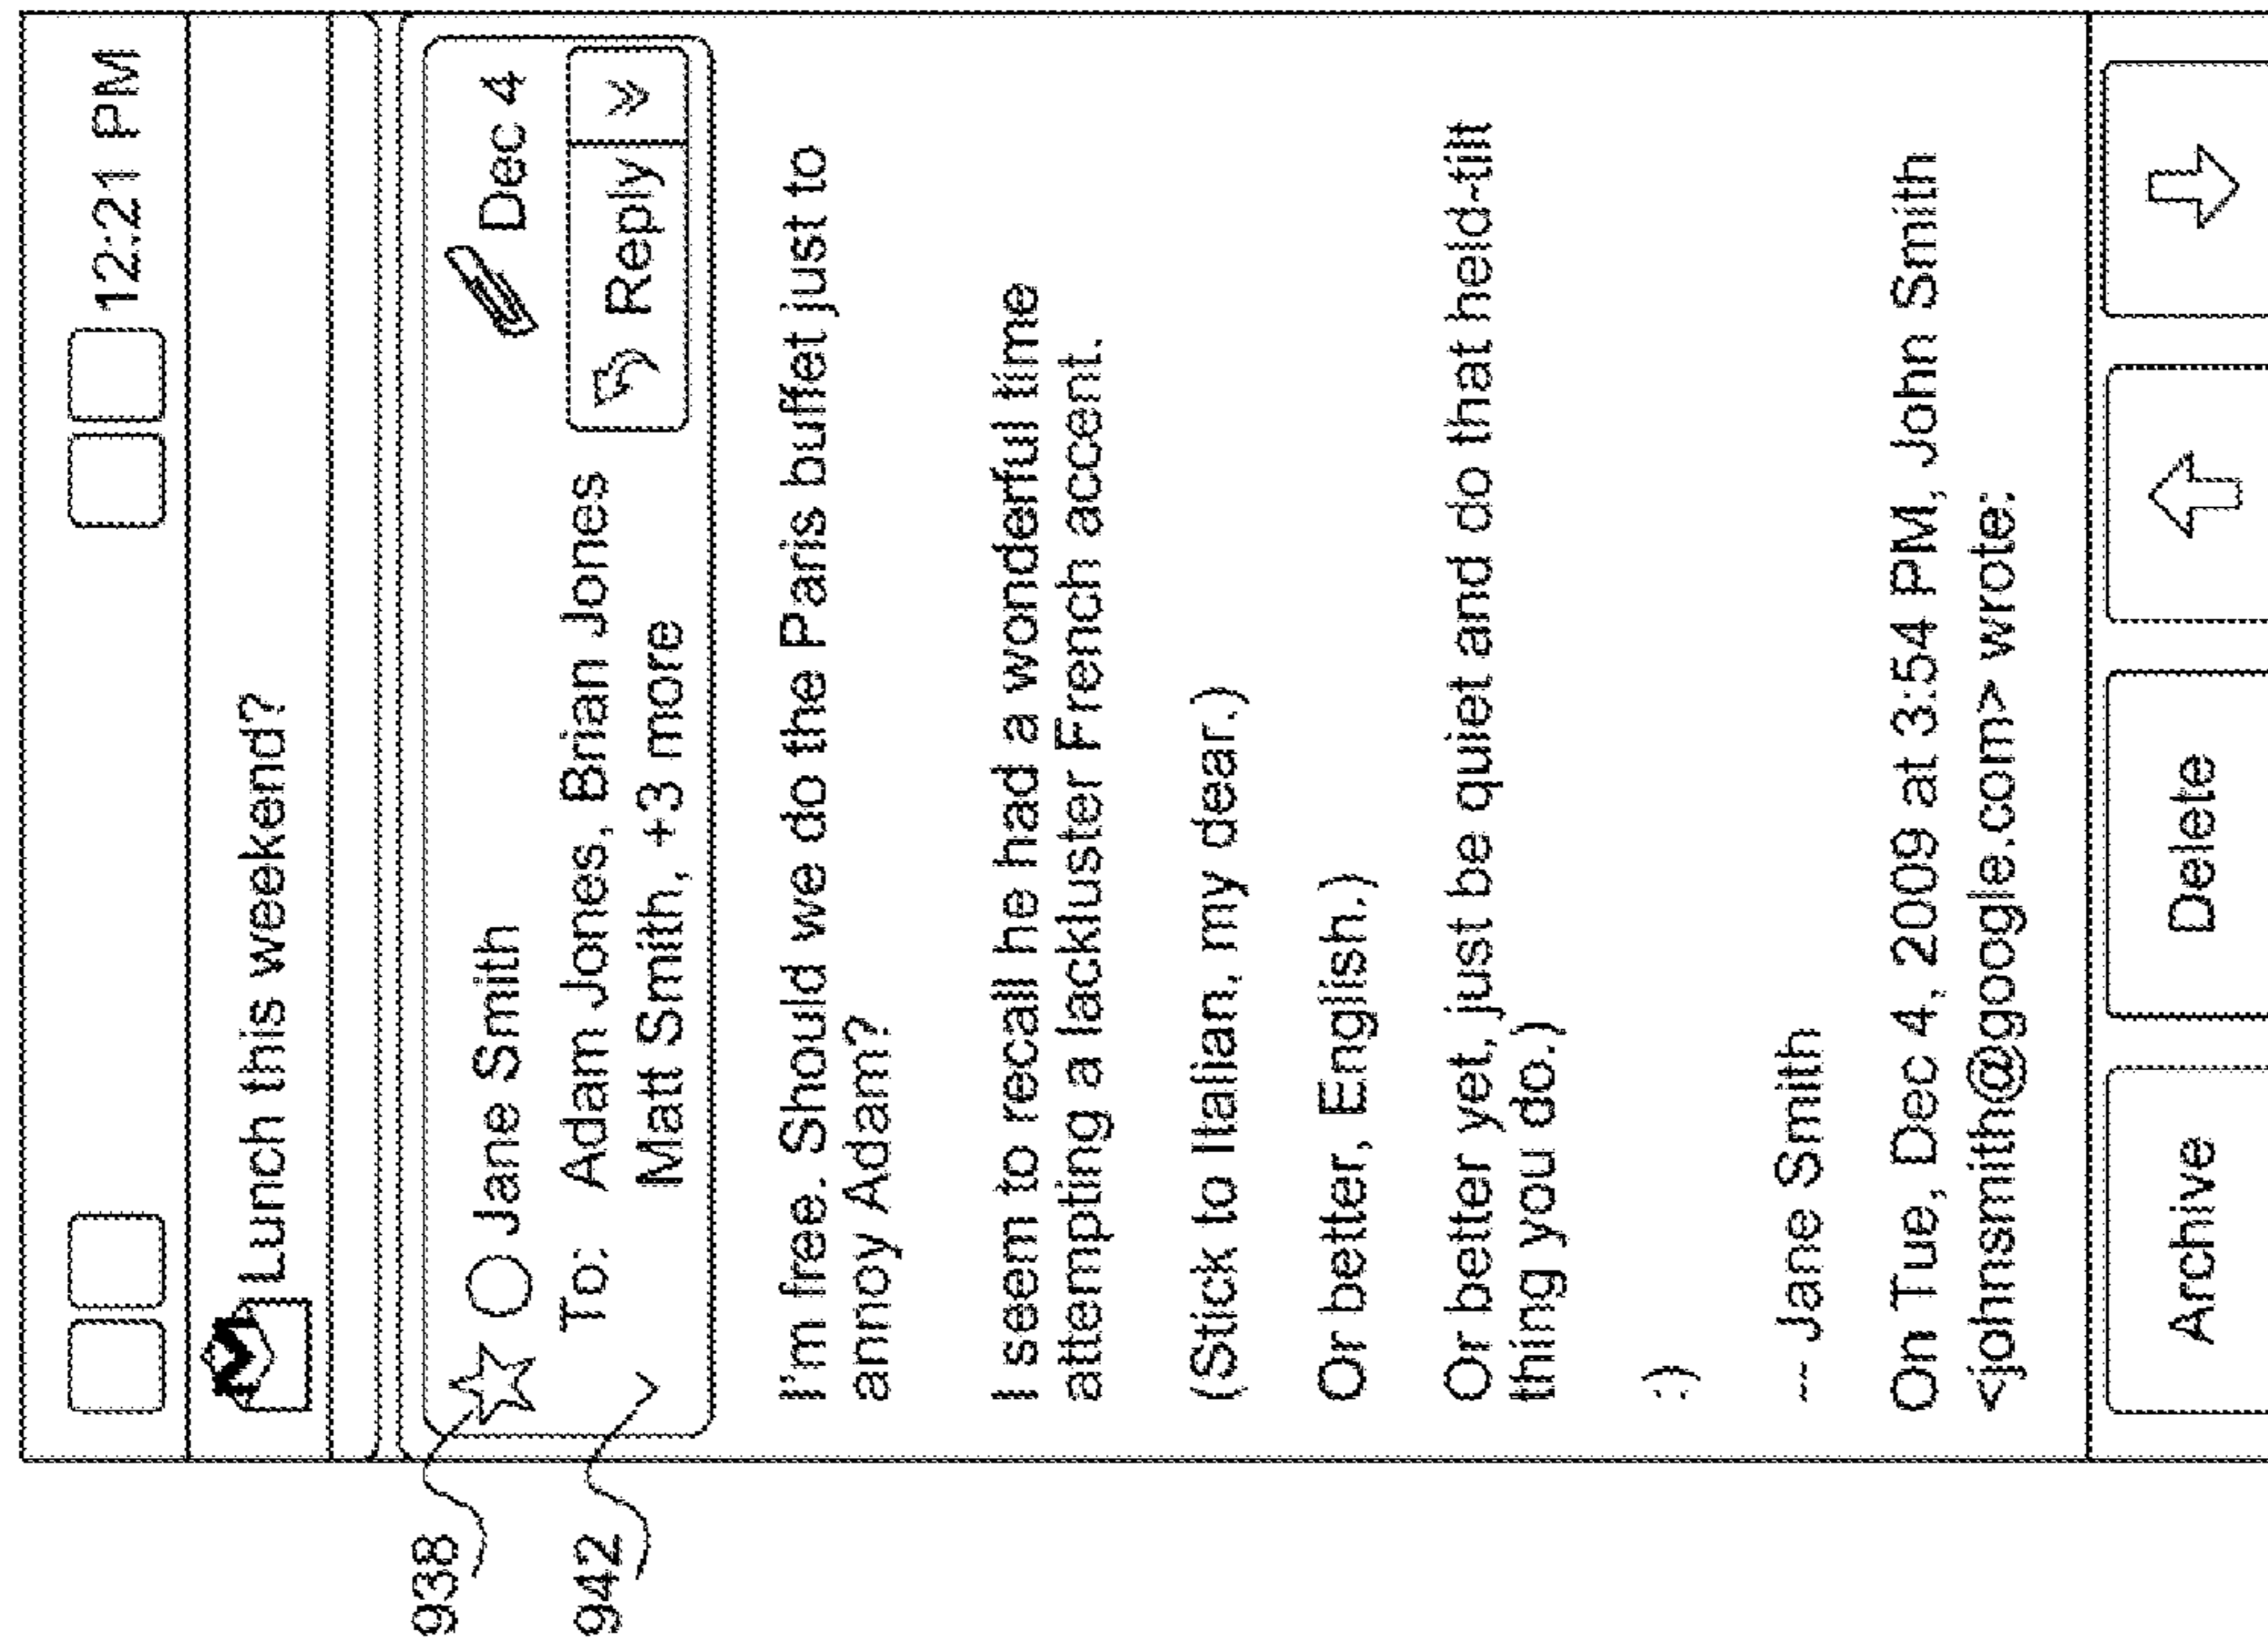 12:21 PM
Lunch this weekend?
938
Jane Smith
Dec 4
942
To: Adam Jones, Brian Jones
Matt Smith, +3 more
Reply
I'm free. Should we do the Paris buffet just to
annoy Adam?
I seem to recall he had a wonderful time
attempting a lackluster French accent.
(Stick to Italian, my dear.)
Or better, English.)
Or better yet, just be quiet and do that held-tilt
thing you do.)
:)
-- Jane Smith
On Tue, Dec 4, 2009 at 3:54 PM, John Smith
<johnsmith@google.com> wrote:
Archive
Delete